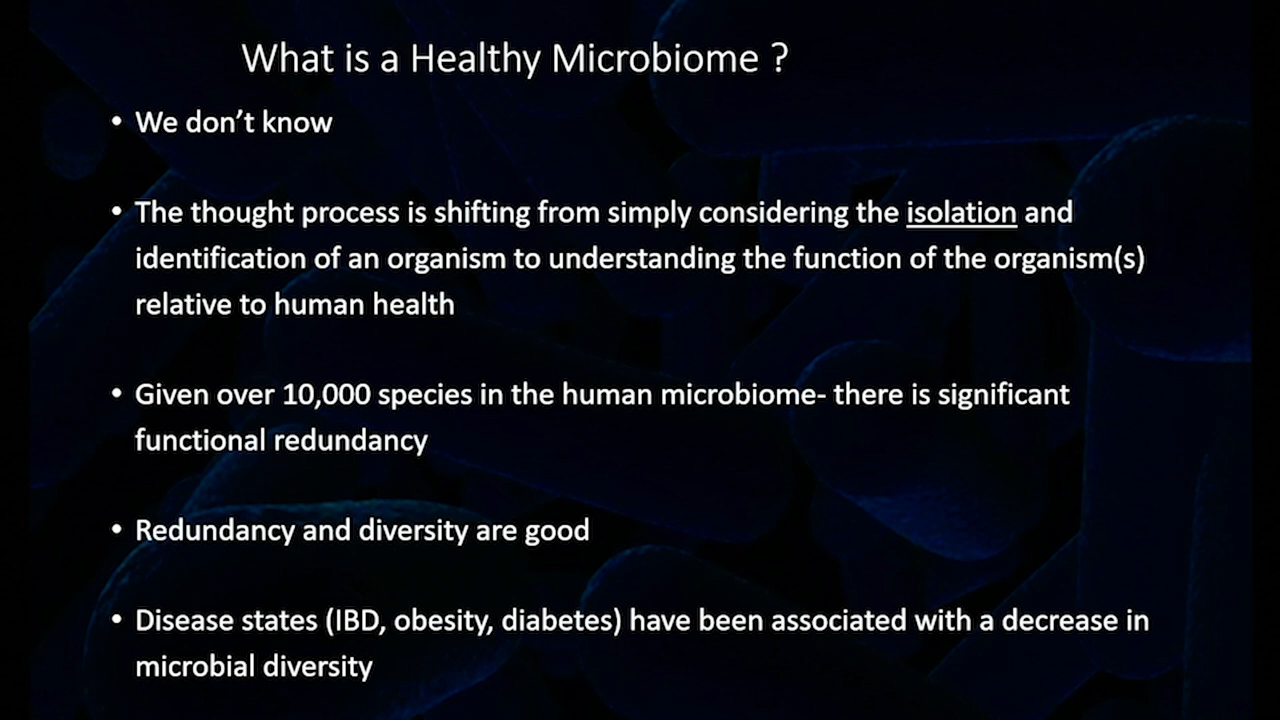 What is a Healthy Microbiome ?
• We don’t know
• The thought process is shifting from simply considering the isolation and
identification of an organism to understanding the function of the organism(s)
relative to human health
• Given over 10,000 species in the human microbiome- there is significant
functional redundancy
• Redundancy and diversity are good
• Disease states (IBD, obesity, diabetes) have been associated with a decrease in
microbial diversity